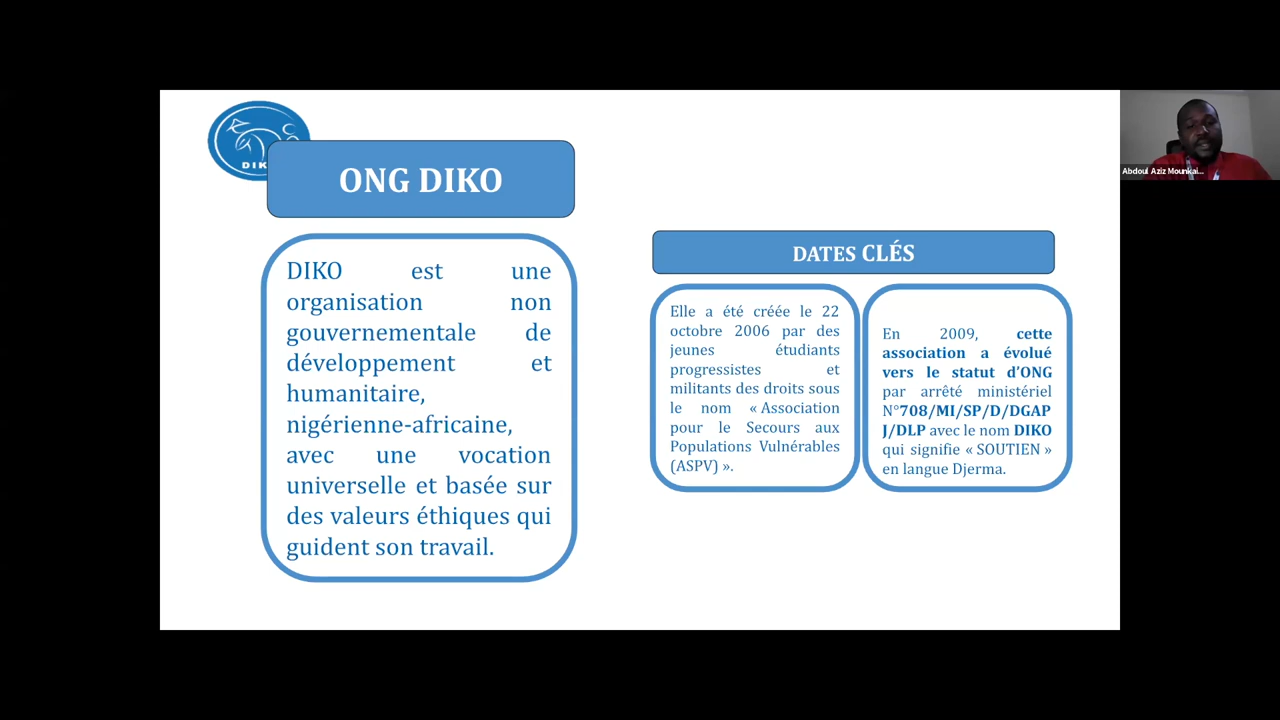 DIK
ONG DIKO
DIKO est une
organisation non
gouvernementale de
développement et
humanitaire,
nigérienne-africaine,
avec une vocation
universelle et basée sur
des valeurs éthiques qui
guident son travail.
DATES CLÉS
Elle a été créée le 22
octobre 2006 par des
jeunes étudiants
progressistes et
militants des droits sous
le nom « Association
pour le Secours aux
Populations Vulnérables
(ASPV) ».
En 2009, cette
association a évolué
vers le statut d’ONG
par arrêté ministériel
N°708/MI/SP/D/DGAP
J/DLP avec le nom DIKO
qui signifie « SOUTIEN »
en langue Djerma.
Abdoul Aziz Mounkai...